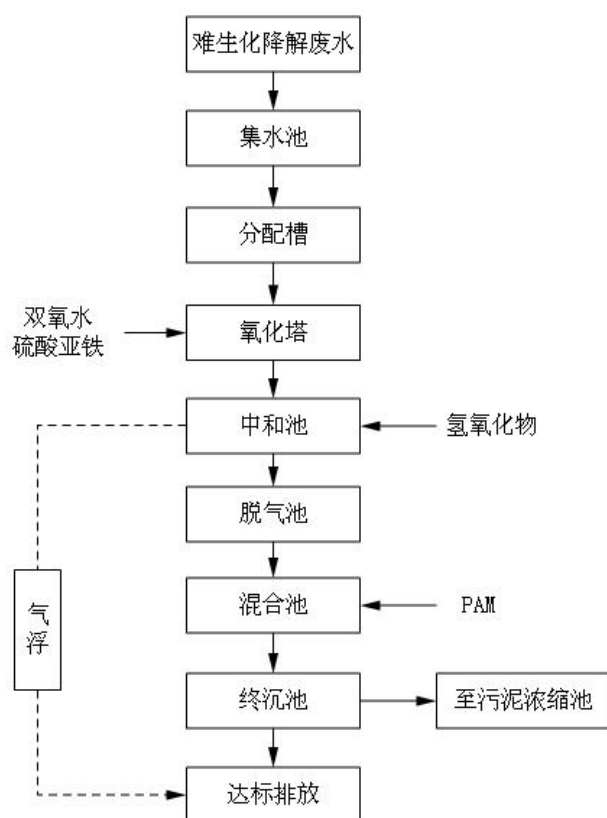 难生化降解废水
集水池
分配槽
双氧水
硫酸亚铁
氧化塔
中和池
氢氧化物
脱气池
气
浮
混合池
PAM
终沉池
至污泥浓缩池
达标排放